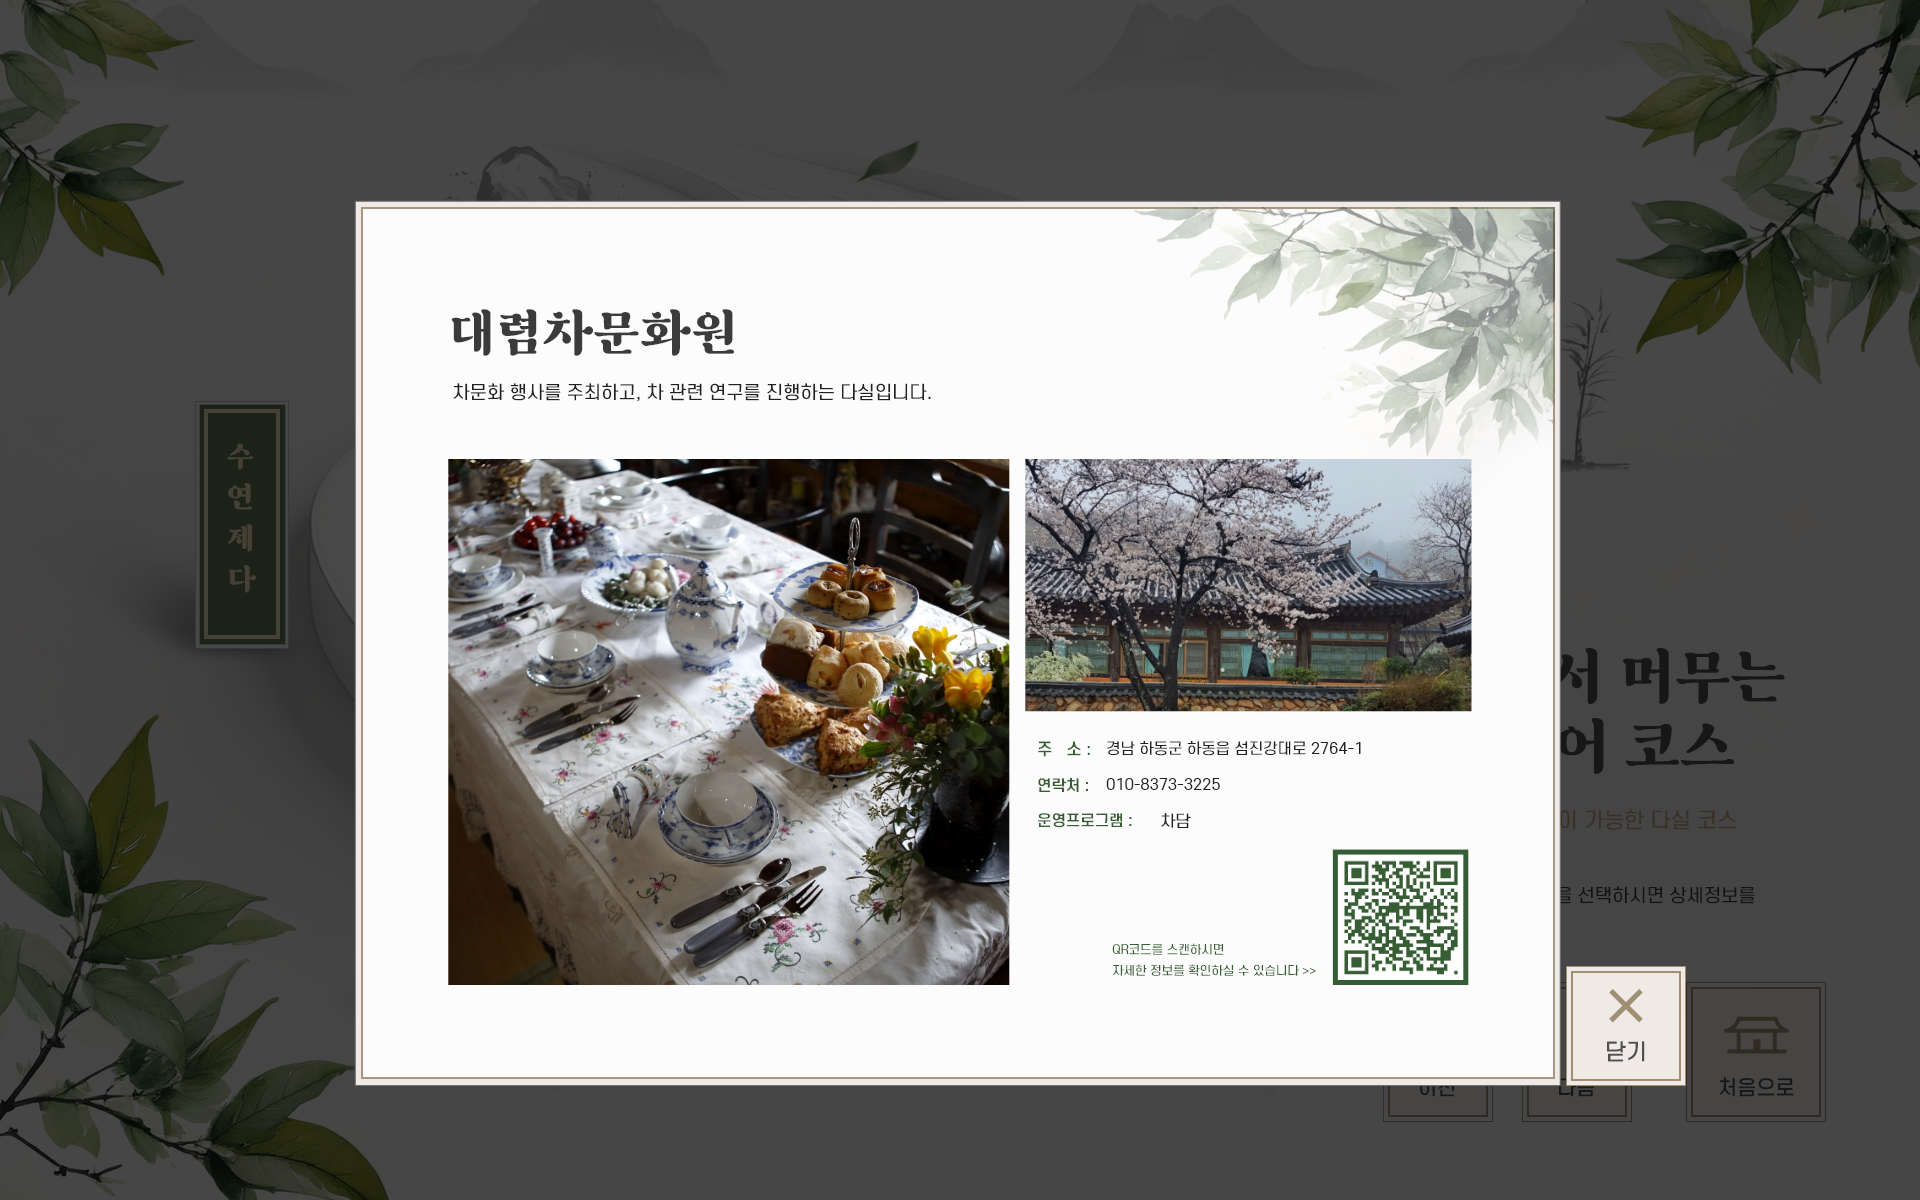 대렴차문화원
차문화 행사를 주최하고, 차 관련 연구를 진행하는 다실입니다.
수연제다
주 소 : 경남 하동군 하동읍 섬진강대로 2764-1
연락처 : 010-8373-3225
운영프로그램 : 차담
QR코드를 스캔하시면
자세한 정보를 확인하실 수 있습니다 >>
서 머무는
어 코스
이 가능한 다실 코스
을 선택하시면 상세정보를
닫기
이전
다음
처음으로